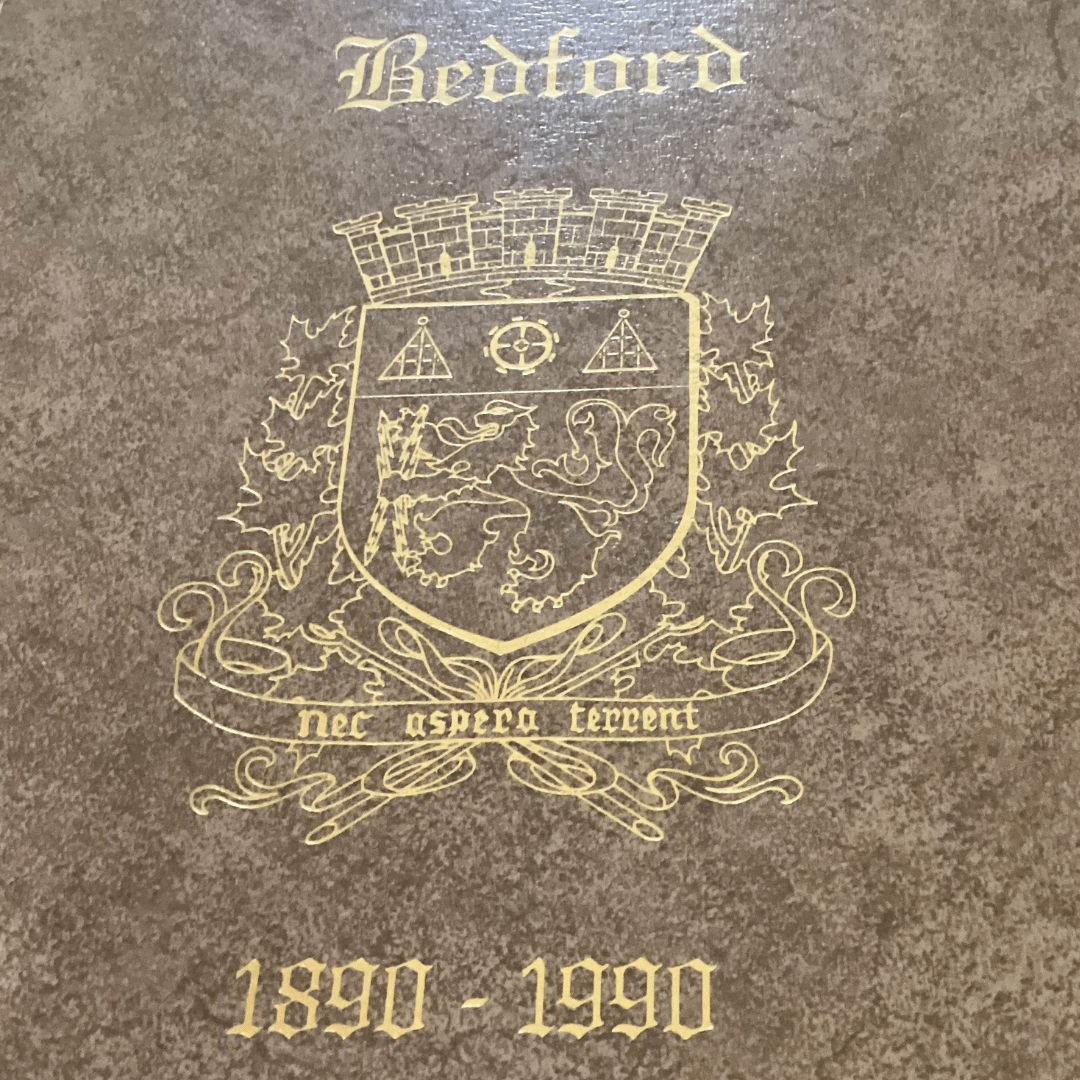 Bedford
nec aspera terrent
1890 - 1990